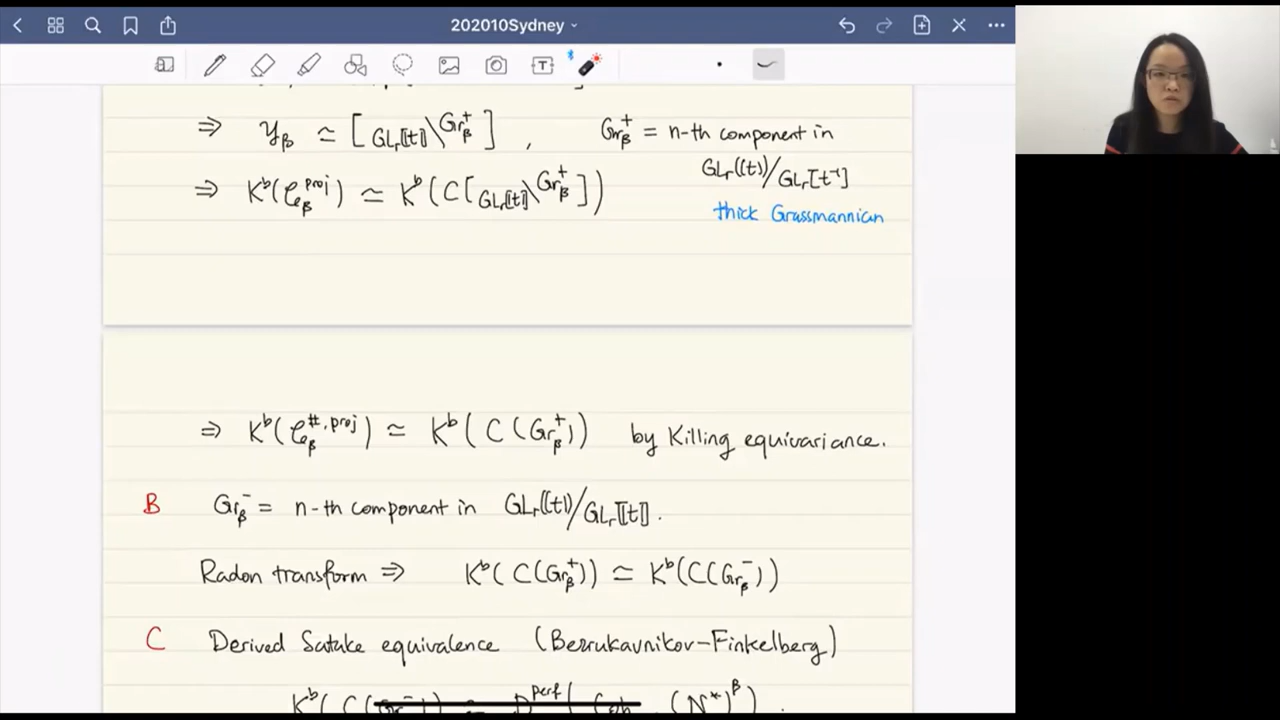 202010Sydney
⇒ 𝒴_β ≃ [GL_r[[t]]\Gr_β^+] , Gr_β^+ = n-th component in
GL_r((t))/GL_r[t^-1]
⇒ K^b(𝒞_β^proj) ≃ K^b(C[GL_r[[t]]\Gr_β^+])
thick Grassmannian
⇒ K^b(𝒞_β^{#,proj}) ≃ K^b(C(Gr_β^+)) by Killing equivariance.
B Gr_β^- = n-th component in GL_r((t))/GL_r[[t]].
Radon transform ⇒ K^b(C(Gr_β^+)) ≃ K^b(C(Gr_β^-))
C Derived Satake equivalence (Bezrukavnikov-Finkelberg)